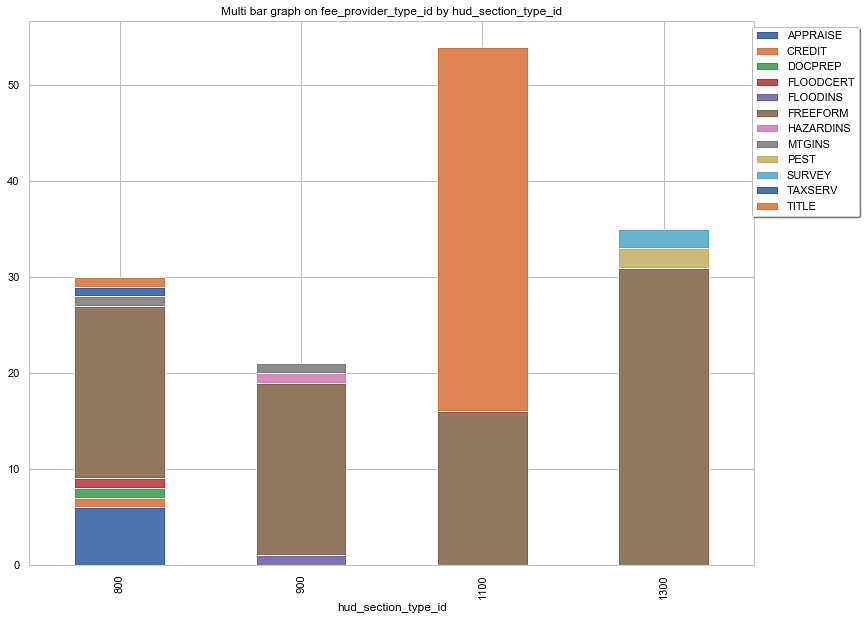 Multi bar graph on fee_provider_type_id by hud_section_type_id
APPRAISE
CREDIT
DOCPREP
FLOODCERT
FLOODINS
FREEFORM
HAZARDINS
MTGINS
PEST
SURVEY
TAXSERV
TITLE
50
40
30
20
10
0
800
900
1100
1300
hud_section_type_id